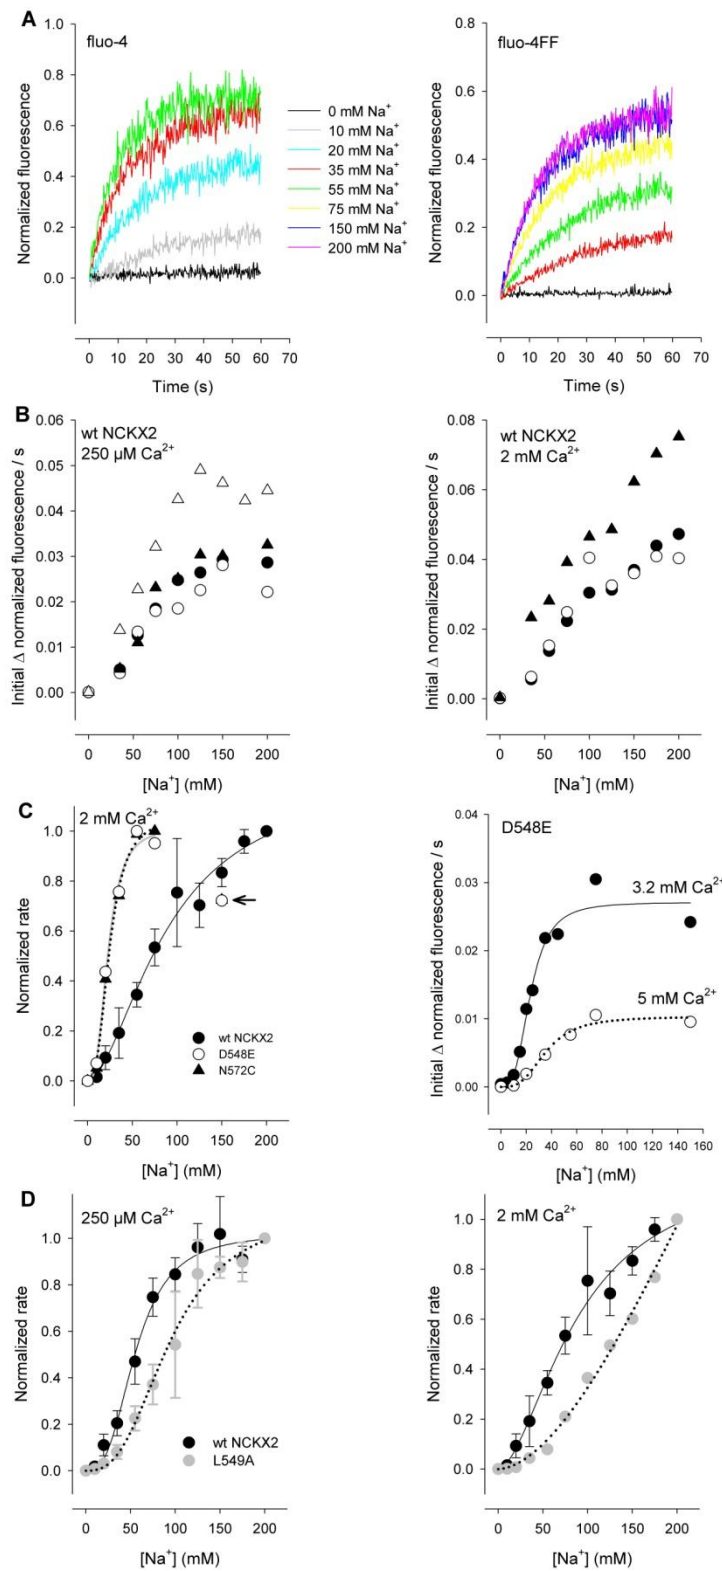 A
fluo-4
fluo-4FF
Normalized fluorescence
1.0
0.8
0.6
0.4
0.2
0.0
0 10 20 30 40 50 60 70
Time (s)
0 mM Na⁺
10 mM Na⁺
20 mM Na⁺
35 mM Na⁺
55 mM Na⁺
75 mM Na⁺
150 mM Na⁺
200 mM Na⁺
Normalized fluorescence
0.8
0.6
0.4
0.2
0.0
0 10 20 30 40 50 60 70
Time (s)
B
wt NCKX2
250 µM Ca²⁺
Initial Δ normalized fluorescence / s
0.06
0.05
0.04
0.03
0.02
0.01
0.00
0 50 100 150 200
[Na⁺] (mM)
wt NCKX2
2 mM Ca²⁺
Initial Δ normalized fluorescence / s
0.08
0.06
0.04
0.02
0.00
0 50 100 150 200
[Na⁺] (mM)
C
2 mM Ca²⁺
Normalized rate
1.0
0.8
0.6
0.4
0.2
0.0
wt NCKX2
D548E
N572C
0 50 100 150 200
[Na⁺] (mM)
D548E
Initial Δ normalized fluorescence / s
0.04
0.03
0.02
0.01
0.00
3.2 mM Ca²⁺
5 mM Ca²⁺
0 20 40 60 80 100 120 140 160
[Na⁺] (mM)
D
250 µM Ca²⁺
Normalized rate
1.0
0.8
0.6
0.4
0.2
0.0
wt NCKX2
L549A
0 50 100 150 200
[Na⁺] (mM)
2 mM Ca²⁺
Normalized rate
1.0
0.8
0.6
0.4
0.2
0.0
0 50 100 150 200
[Na⁺] (mM)